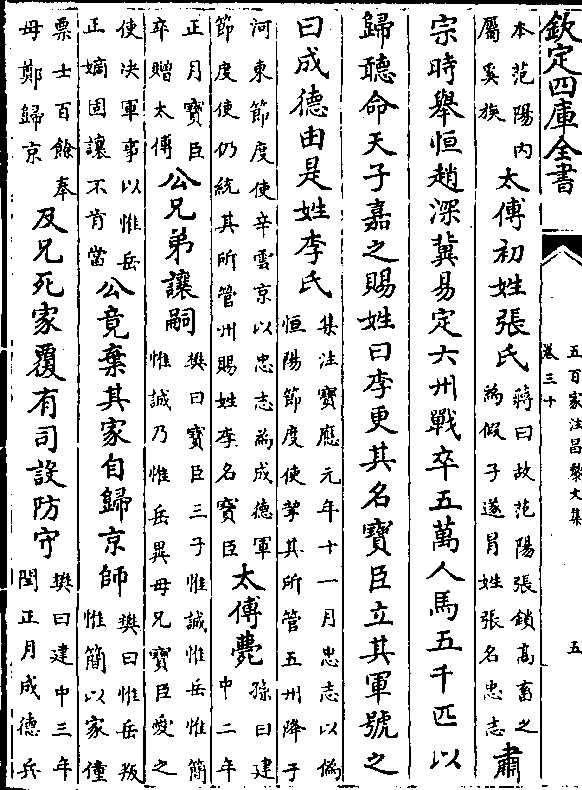 欽定四庫全書
五百家注昌黎文集
卷三十
五
本范陽内
屬奚族
太傅初姓張氏
蔣曰故范陽張鎖高畜之
為假子遂冒姓張名忠志
肅
宗時舉恒趙深冀易定六州戰卒五萬人馬五千匹以
歸聽命天子嘉之賜姓曰李更其名寶臣立其軍號之
曰成德由是姓李氏
集注寶應元年十一月忠志以偽
恒陽節度使挈其所管五州降于
河東節度使辛雲京以忠志為成德軍
節度使仍統其所管州賜姓李名寶臣
太傅薨
孫曰建
中二年
正月寶臣
卒贈太傅
公兄弟讓嗣
樊曰寶臣三子惟誠惟岳惟簡
惟誠乃惟岳異母兄寶臣愛之
使决軍事以惟岳
正嫡固讓不肯當
公竟棄其家自歸京師
樊曰惟岳叛
惟簡以家僮
票士百餘奉
母鄭歸京
及兄死家覆有司設防守
樊曰建中三年
閏正月成德兵